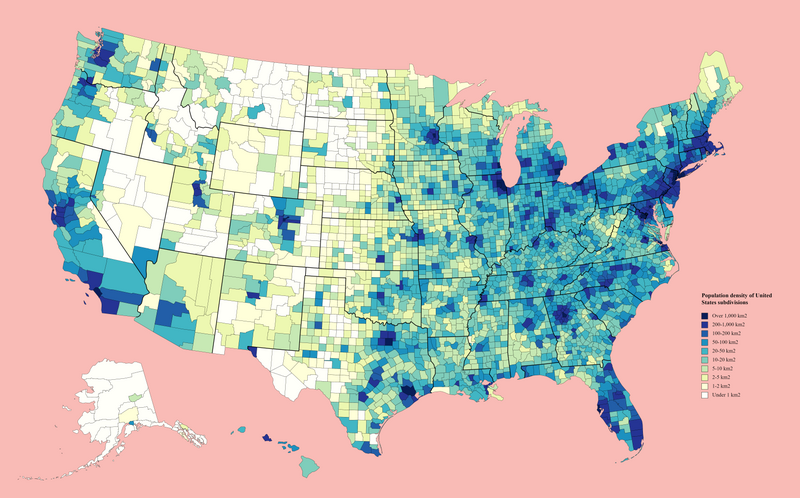 Population density of United
States subdivisions
Over 1,000 km2
200-1,000 km2
100-200 km2
50-100 km2
20-50 km2
10-20 km2
5-10 km2
2-5 km2
1-2 km2
Under 1 km2